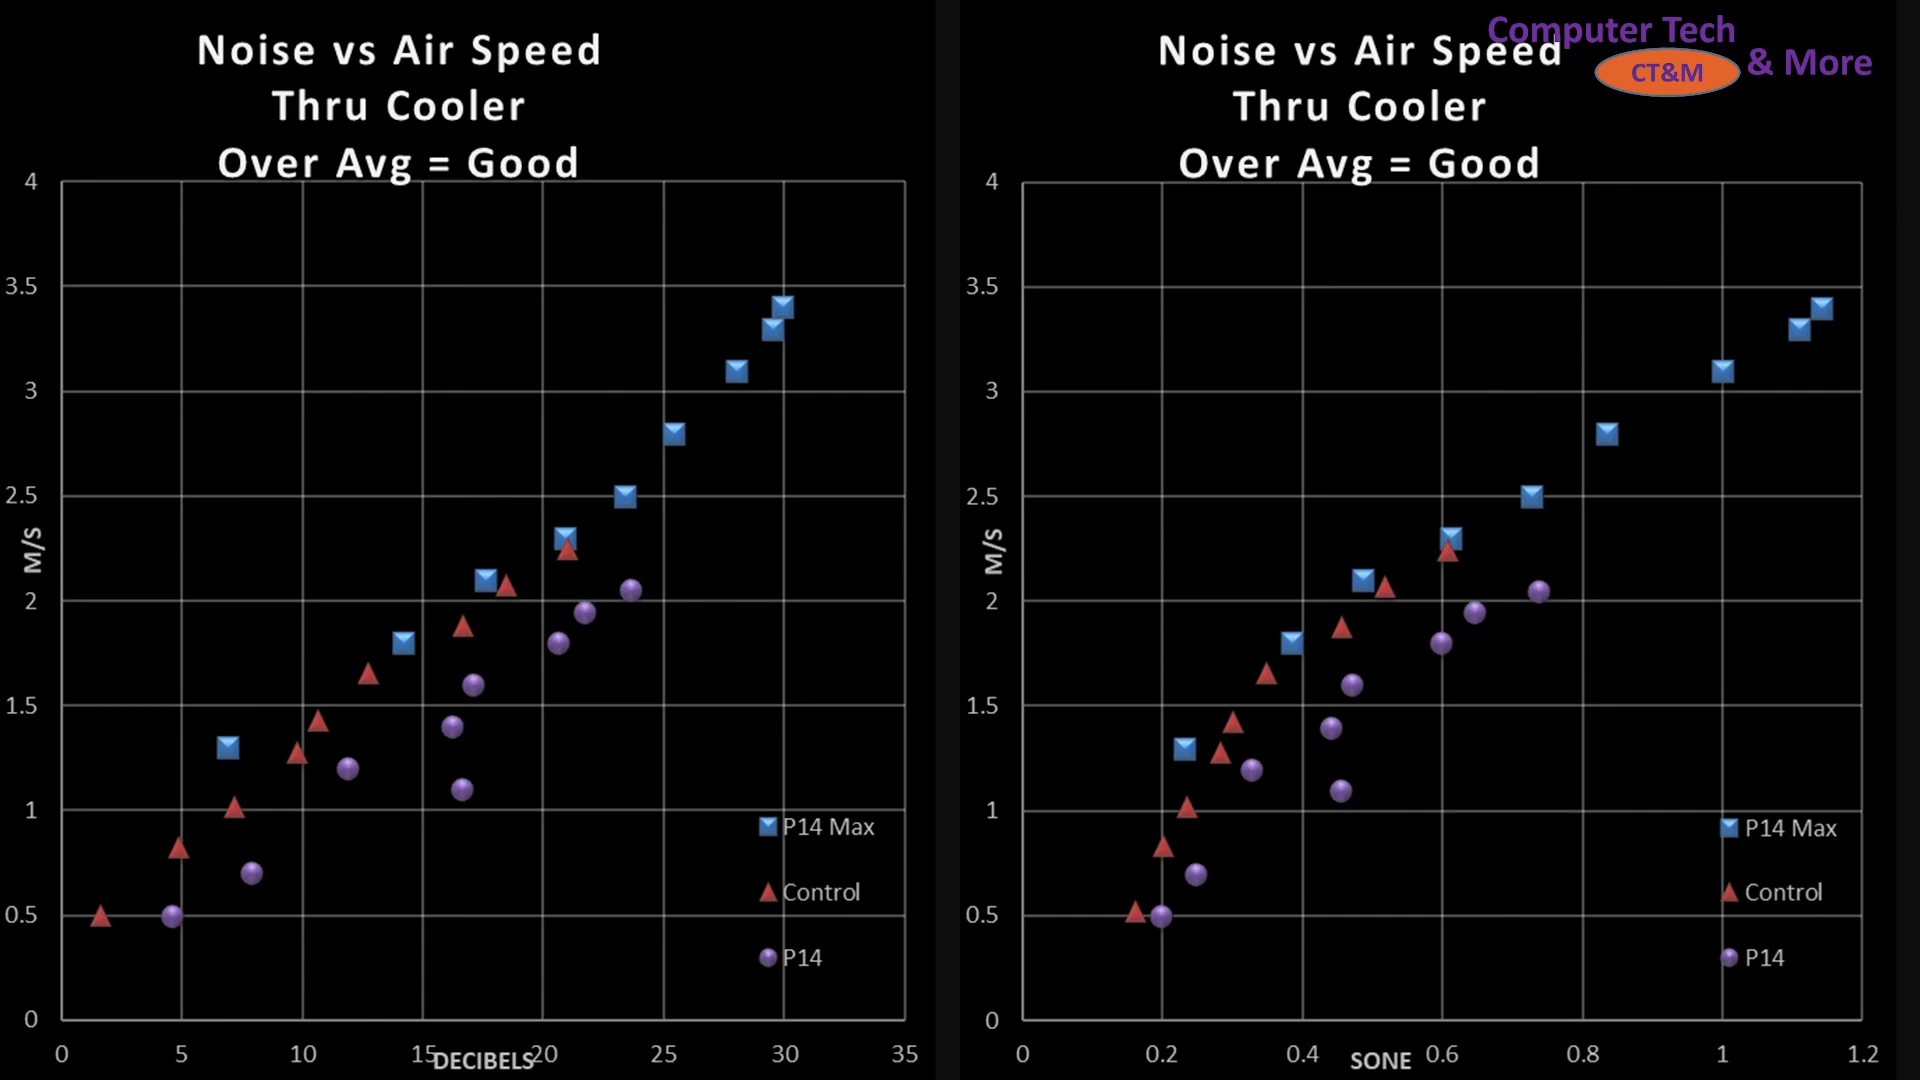 Noise vs Air Speed
Thru Cooler
Over Avg = Good
4
3.5
3
2.5
2
1.5
1
0.5
0
M/S
0 5 10 15 20 25 30 35
DECIBELS
P14 Max
Control
P14
Noise vs Air Speed
Thru Cooler
Over Avg = Good
Computer Tech
CT&M
& More
4
3.5
3
2.5
2
1.5
1
0.5
0
M/S
0 0.2 0.4 0.6 0.8 1 1.2
SONE
P14 Max
Control
P14